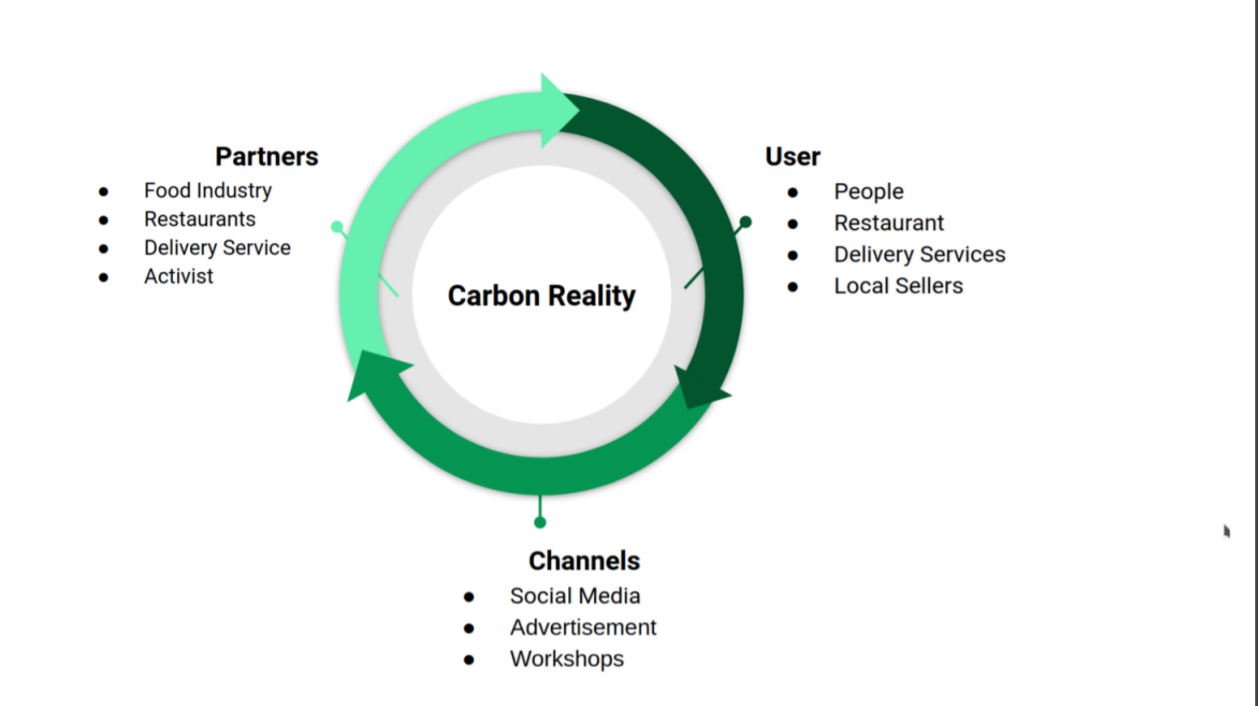 Partners
● Food Industry
● Restaurants
● Delivery Service
● Activist
User
● People
● Restaurant
● Delivery Services
● Local Sellers
Carbon Reality
Channels
● Social Media
● Advertisement
● Workshops